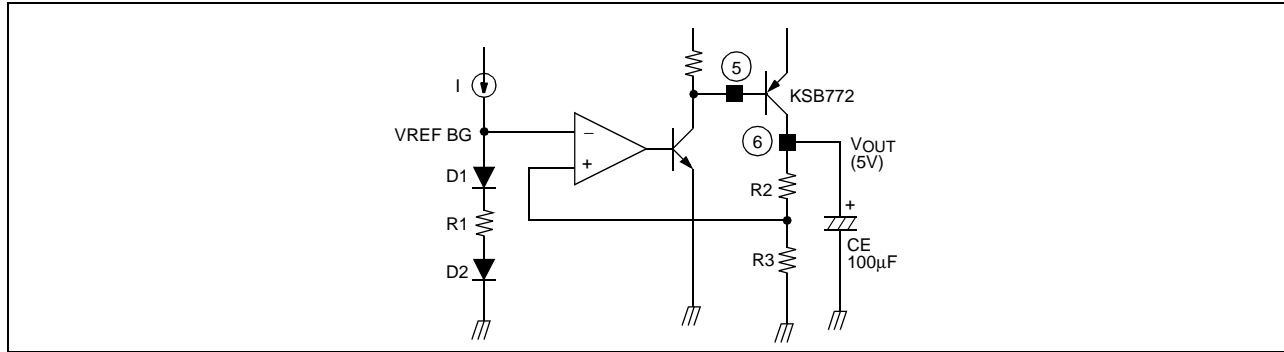 I
5
KSB772
VREF BG
−
+
6
VOUT
(5V)
D1
R1
D2
R2
R3
+
CE
100µF